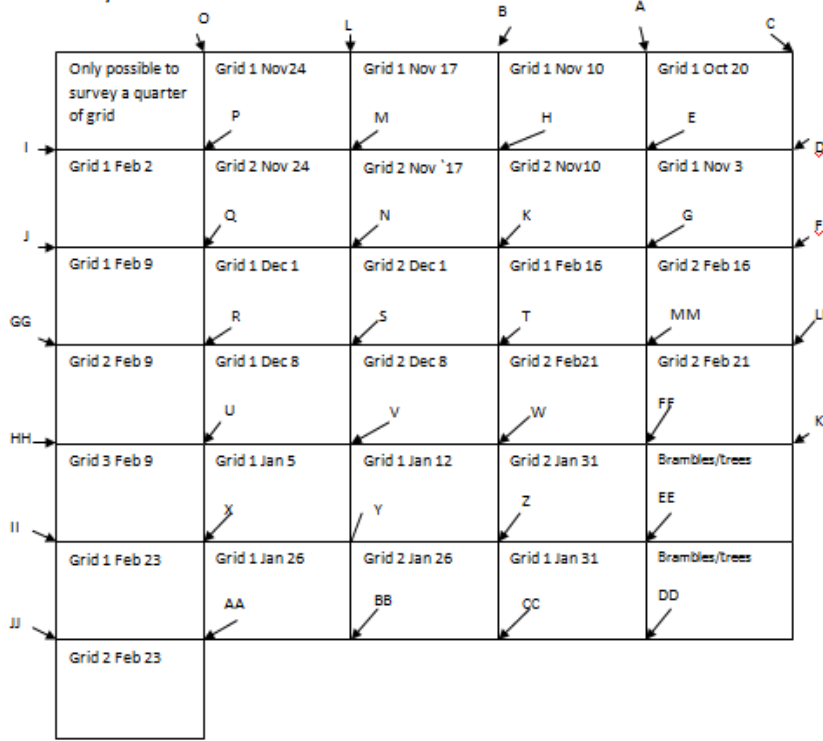 O
L
B
A
C
Only possible to
survey a quarter
of grid
Grid 1 Nov24
Grid 1 Nov 17
Grid 1 Nov 10
Grid 1 Oct 20
P
M
H
E
I
D
Grid 1 Feb 2
Grid 2 Nov 24
Grid 2 Nov `17
Grid 2 Nov10
Grid 1 Nov 3
Q
N
K
G
J
F
Grid 1 Feb 9
Grid 1 Dec 1
Grid 2 Dec 1
Grid 1 Feb 16
Grid 2 Feb 16
GG
R
S
T
MM
Grid 2 Feb 9
Grid 1 Dec 8
Grid 2 Dec 8
Grid 2 Feb21
Grid 2 Feb 21
HH
U
V
W
FF
K
Grid 3 Feb 9
Grid 1 Jan 5
Grid 1 Jan 12
Grid 2 Jan 31
Brambles/trees
II
X
Y
Z
EE
Grid 1 Feb 23
Grid 1 Jan 26
Grid 2 Jan 26
Grid 1 Jan 31
Brambles/trees
JJ
AA
BB
CC
DD
Grid 2 Feb 23